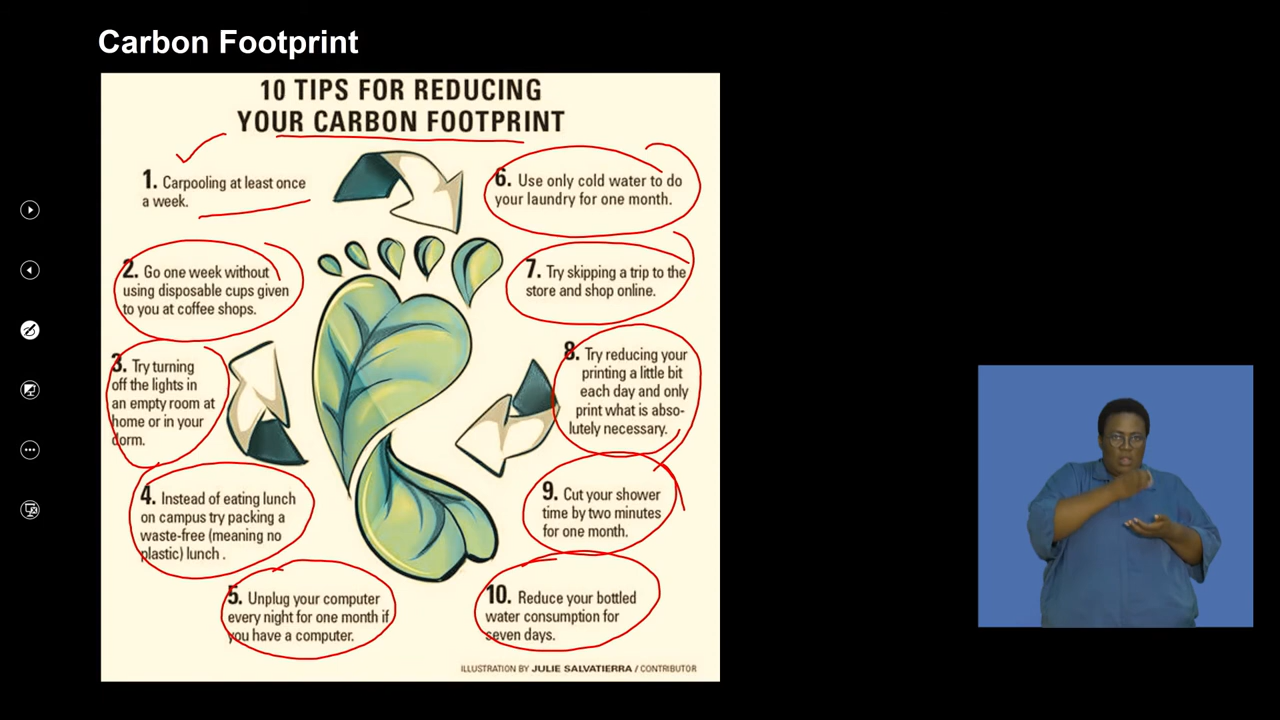 Carbon Footprint
10 TIPS FOR REDUCING
YOUR CARBON FOOTPRINT
1. Carpooling at least once
a week.
2. Go one week without
using disposable cups given
to you at coffee shops.
3. Try turning
off the lights in
an empty room at
home or in your
dorm.
4. Instead of eating lunch
on campus try packing a
waste-free (meaning no
plastic) lunch .
5. Unplug your computer
every night for one month if
you have a computer.
6. Use only cold water to do
your laundry for one month.
7. Try skipping a trip to the
store and shop online.
8. Try reducing your
printing a little bit
each day and only
print what is abso-
lutely necessary.
9. Cut your shower
time by two minutes
for one month.
10. Reduce your bottled
water consumption for
seven days.
ILLUSTRATION BY JULIE SALVATIERRA / CONTRIBUTOR